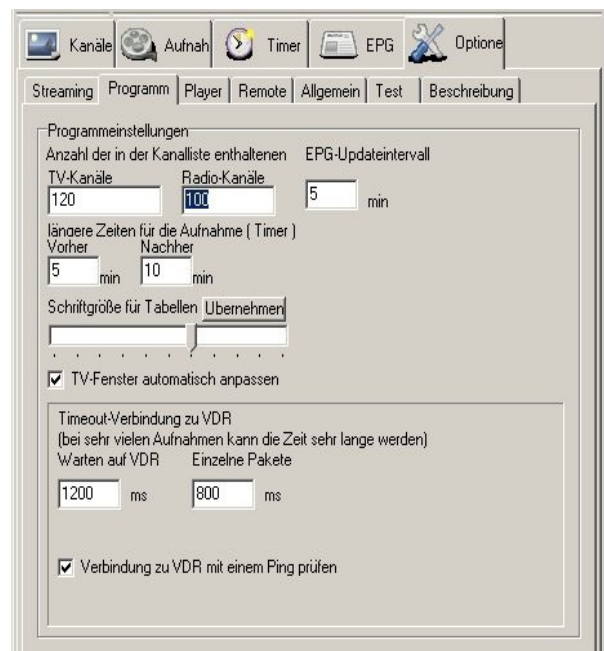 Kanäle Aufnah Timer EPG Optione
Streaming Programm Player Remote Allgemein Test Beschreibung
Programmeinstellungen
Anzahl der in der Kanalliste enthaltenen EPG-Updateintervall
TV-Kanäle Radio-Kanäle
120 100 5 min
längere Zeiten für die Aufnahme ( Timer )
Vorher Nachher
5 min 10 min
Schriftgröße für Tabellen Übernehmen
TV-Fenster automatisch anpassen
Timeout-Verbindung zu VDR
(bei sehr vielen Aufnahmen kann die Zeit sehr lange werden)
Warten auf VDR Einzelne Pakete
1200 ms 800 ms
Verbindung zu VDR mit einem Ping prüfen